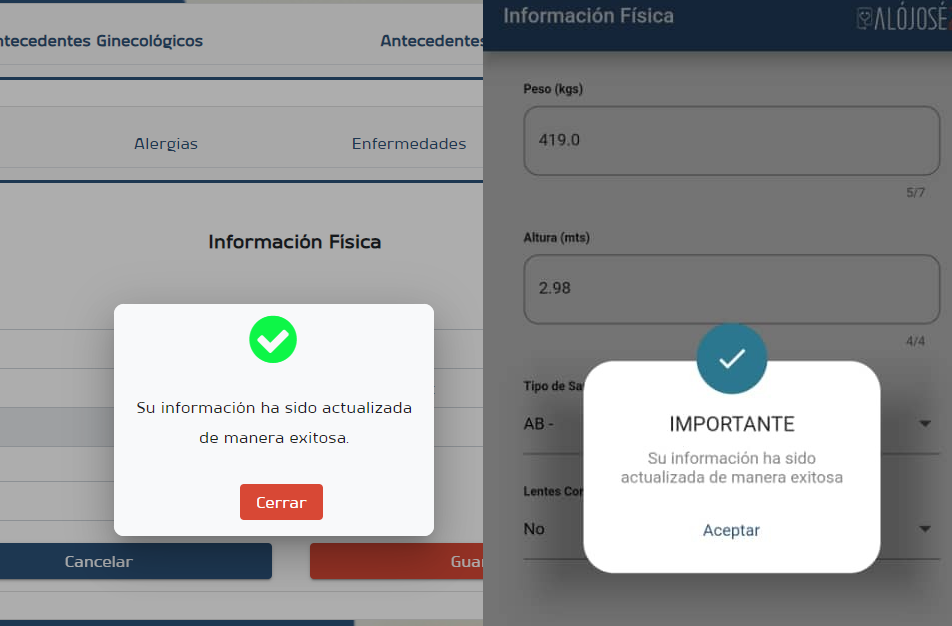 ntecedentes Ginecológicos
Antecedentes
Alergias
Enfermedades
Información Física
Su información ha sido actualizada
de manera exitosa.
Cerrar
Cancelar
Gua
Información Física
ALÓJOSÉ
Peso (kgs)
419.0
5/7
Altura (mts)
2.98
4/4
Tipo de Sa
AB -
Lentes Con
No
IMPORTANTE
Su información ha sido
actualizada de manera exitosa
Aceptar